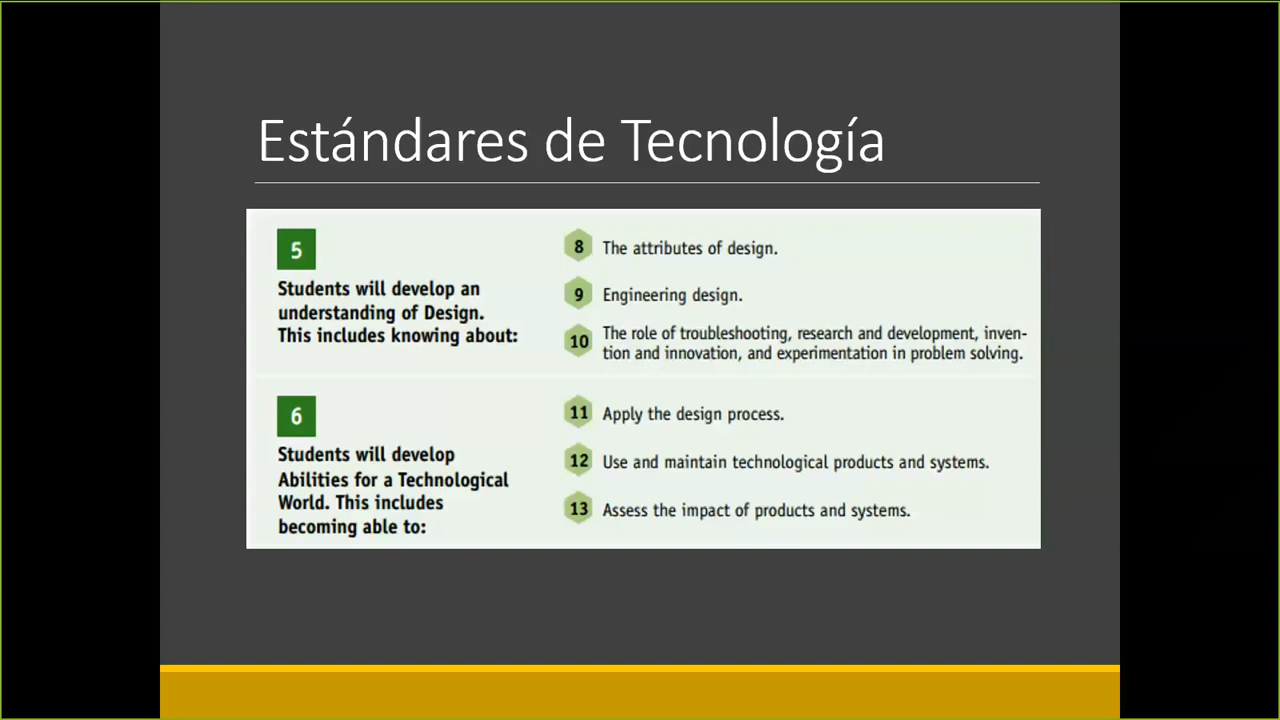 Estándares de Tecnología
5
Students will develop an
understanding of Design.
This includes knowing about:
8 The attributes of design.
9 Engineering design.
10 The role of troubleshooting, research and development, inven-
tion and innovation, and experimentation in problem solving.
6
Students will develop
Abilities for a Technological
World. This includes
becoming able to:
11 Apply the design process.
12 Use and maintain technological products and systems.
13 Assess the impact of products and systems.